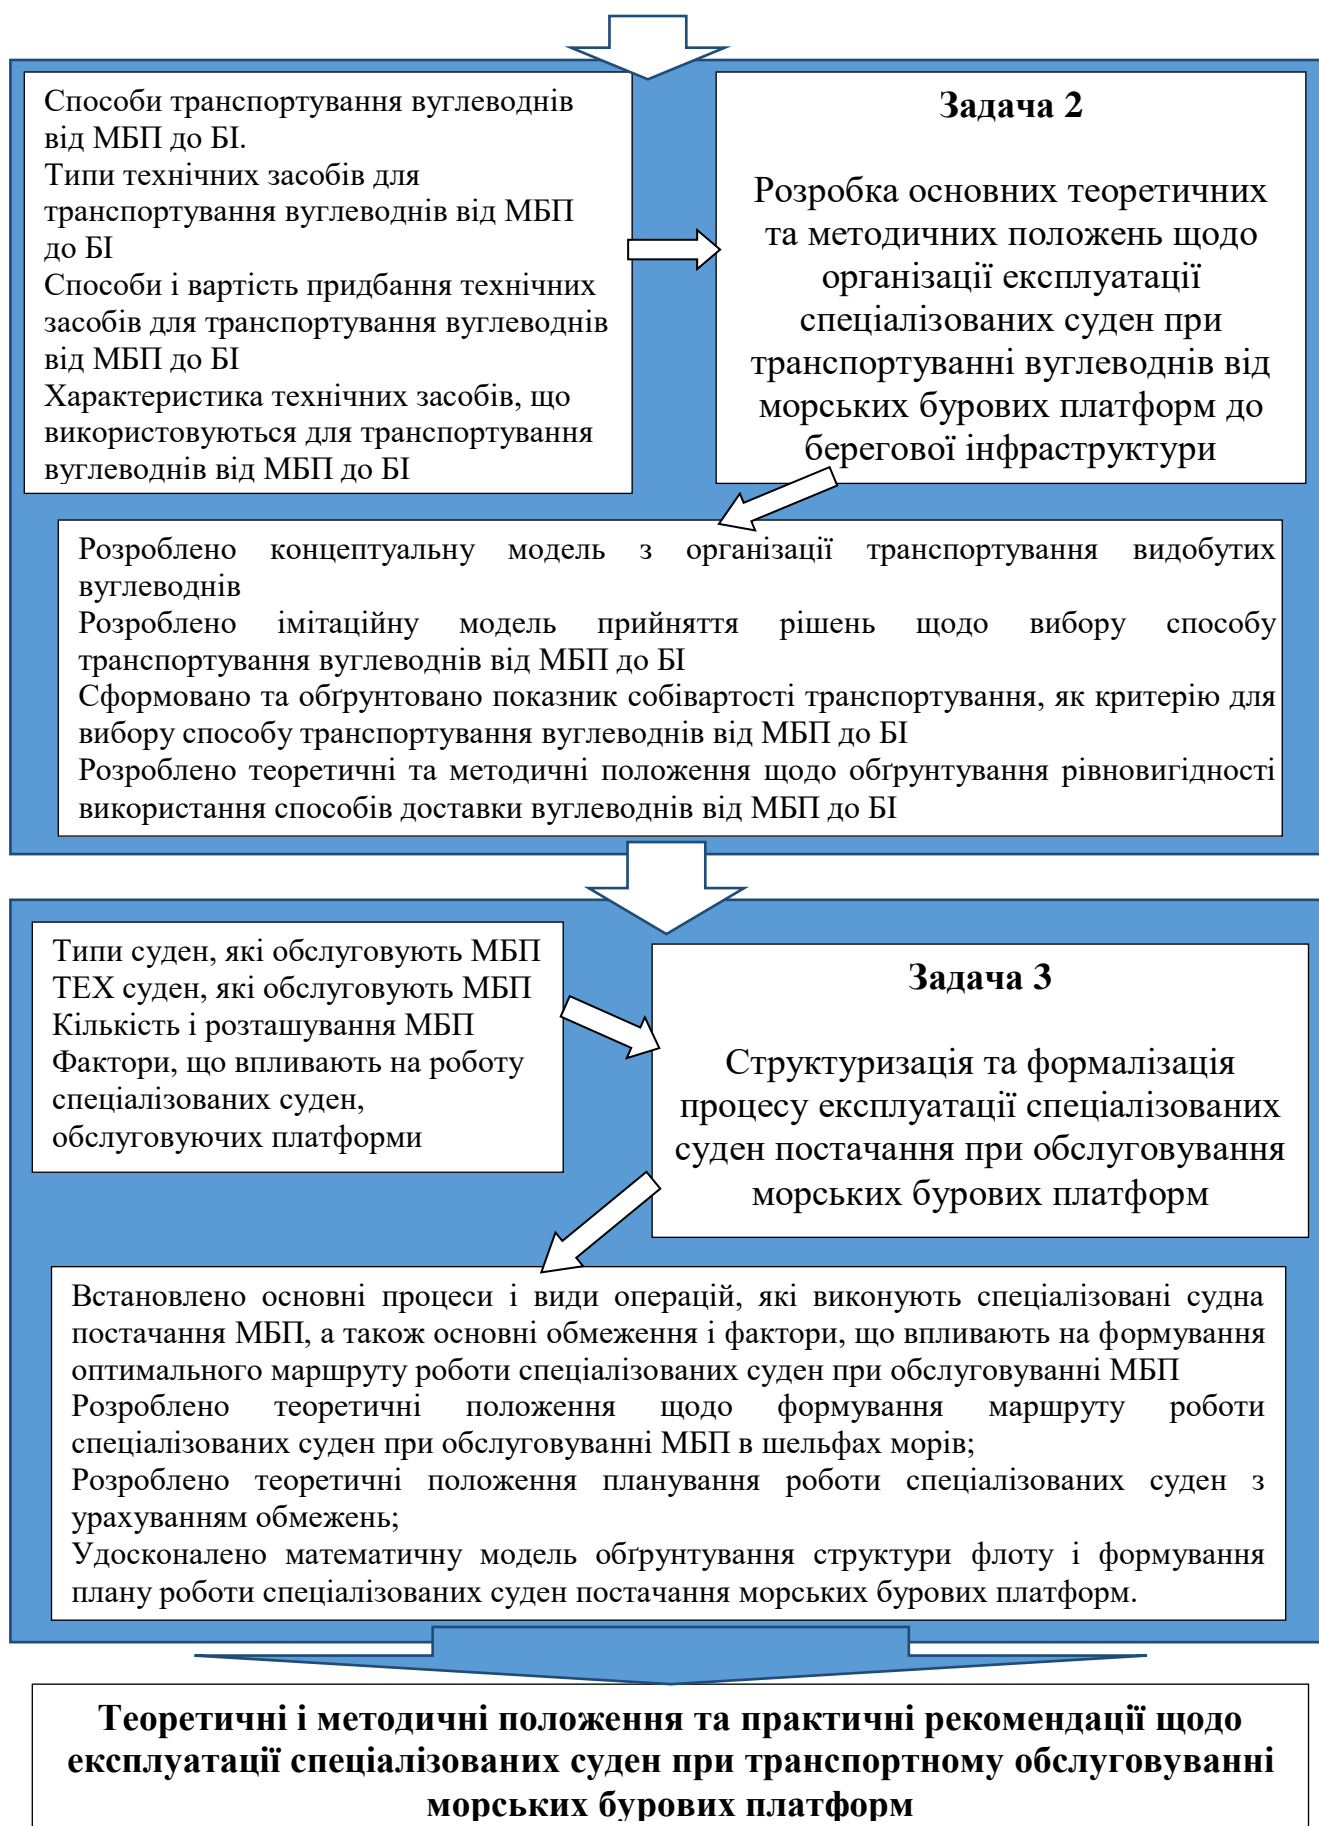 Способи транспортування вуглеводнів
від МБП до БІ.
Типи технічних засобів для
транспортування вуглеводнів від МБП
до БІ
Способи і вартість придбання технічних
засобів для транспортування вуглеводнів
від МБП до БІ
Характеристика технічних засобів, що
використовуються для транспортування
вуглеводнів від МБП до БІ
Задача 2
Розробка основних теоретичних
та методичних положень щодо
організації експлуатації
спеціалізованих суден при
транспортуванні вуглеводнів від
морських бурових платформ до
берегової інфраструктури
Розроблено концептуальну модель з організації транспортування видобутих
вуглеводнів
Розроблено імітаційну модель прийняття рішень щодо вибору способу
транспортування вуглеводнів від МБП до БІ
Сформовано та обґрунтовано показник собівартості транспортування, як критерію для
вибору способу транспортування вуглеводнів від МБП до БІ
Розроблено теоретичні та методичні положення щодо обґрунтування рівновигідності
використання способів доставки вуглеводнів від МБП до БІ
Типи суден, які обслуговують МБП
ТЕХ суден, які обслуговують МБП
Кількість і розташування МБП
Фактори, що впливають на роботу
спеціалізованих суден,
обслуговуючих платформи
Задача 3
Структуризація та формалізація
процесу експлуатації спеціалізованих
суден постачання при обслуговування
морських бурових платформ
Встановлено основні процеси і види операцій, які виконують спеціалізовані судна
постачання МБП, а також основні обмеження і фактори, що впливають на формування
оптимального маршруту роботи спеціалізованих суден при обслуговуванні МБП
Розроблено теоретичні положення щодо формування маршруту роботи
спеціалізованих суден при обслуговуванні МБП в шельфах морів;
Розроблено теоретичні положення планування роботи спеціалізованих суден з
урахуванням обмежень;
Удосконалено математичну модель обґрунтування структури флоту і формування
плану роботи спеціалізованих суден постачання морських бурових платформ.
Теоретичні і методичні положення та практичні рекомендації щодо
експлуатації спеціалізованих суден при транспортному обслуговуванні
морських бурових платформ